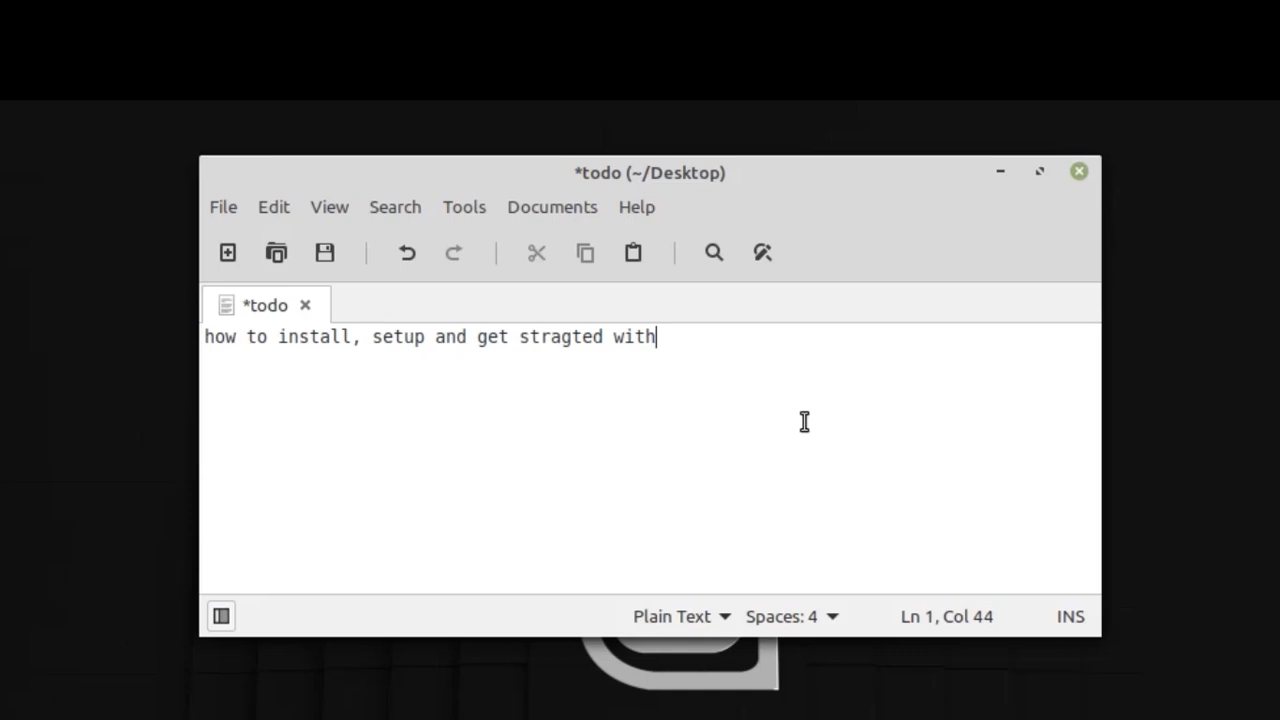 *todo (~/Desktop)
File Edit View Search Tools Documents Help
*todo
how to install, setup and get stragted with
Plain Text Spaces: 4 Ln 1, Col 44 INS